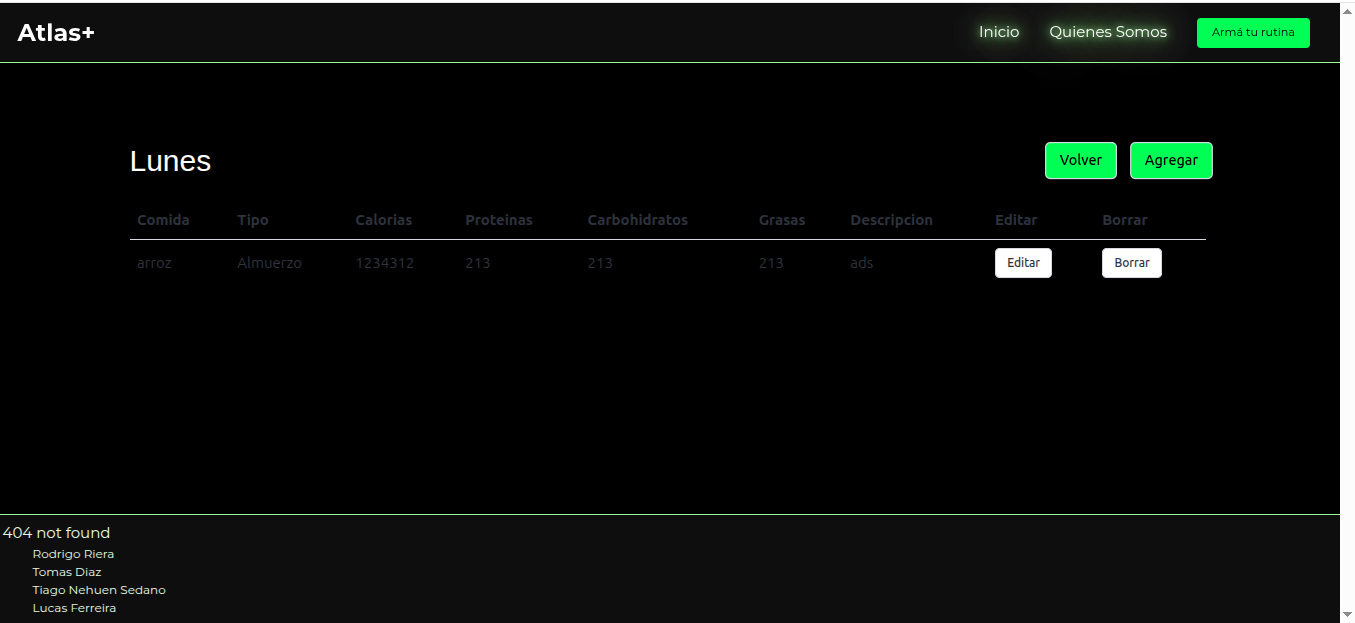 Atlas+ Inicio Quienes Somos Armá tu rutina
Lunes Volver Agregar
Comida Tipo Calorias Proteinas Carbohidratos Grasas Descripcion Editar Borrar
arroz Almuerzo 1234312 213 213 213 ads Editar Borrar
404 not found
Rodrigo Riera
Tomas Diaz
Tiago Nehuen Sedano
Lucas Ferreira